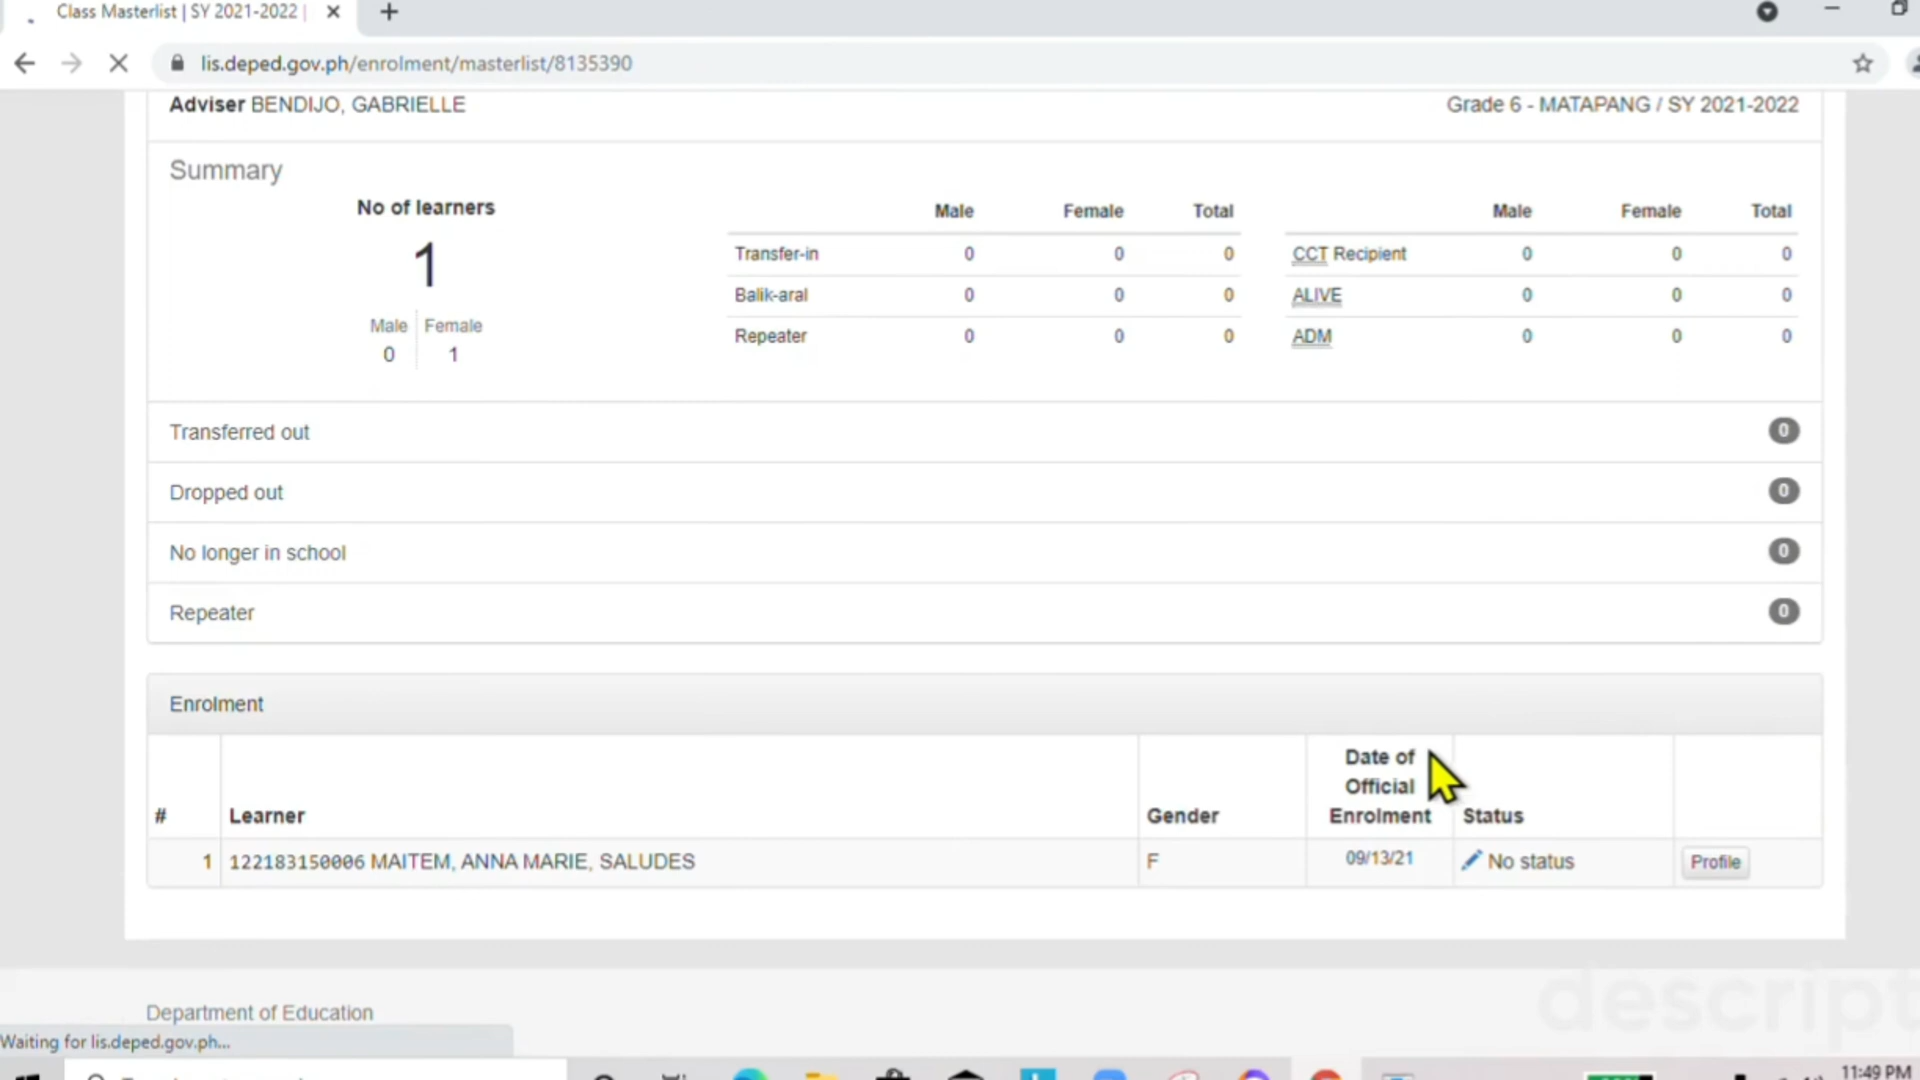 Class Masterlist | SY 2021-2022 |
lis.deped.gov.ph/enrolment/masterlist/8135390
Adviser BENDIJO, GABRIELLE
Grade 6 - MATAPANG / SY 2021-2022
Summary
No of learners
1
Male Female
0 1
Male Female Total
Transfer-in 0 0 0
Balik-aral 0 0 0
Repeater 0 0 0
Male Female Total
CCT Recipient 0 0 0
ALIVE 0 0 0
ADM 0 0 0
Transferred out 0
Dropped out 0
No longer in school 0
Repeater 0
Enrolment
# Learner Gender Date of Official Enrolment Status
1 122183150006 MAITEM, ANNA MARIE, SALUDES F 09/13/21 No status Profile
descript
Department of Education
Waiting for lis.deped.gov.ph...
11:49 PM